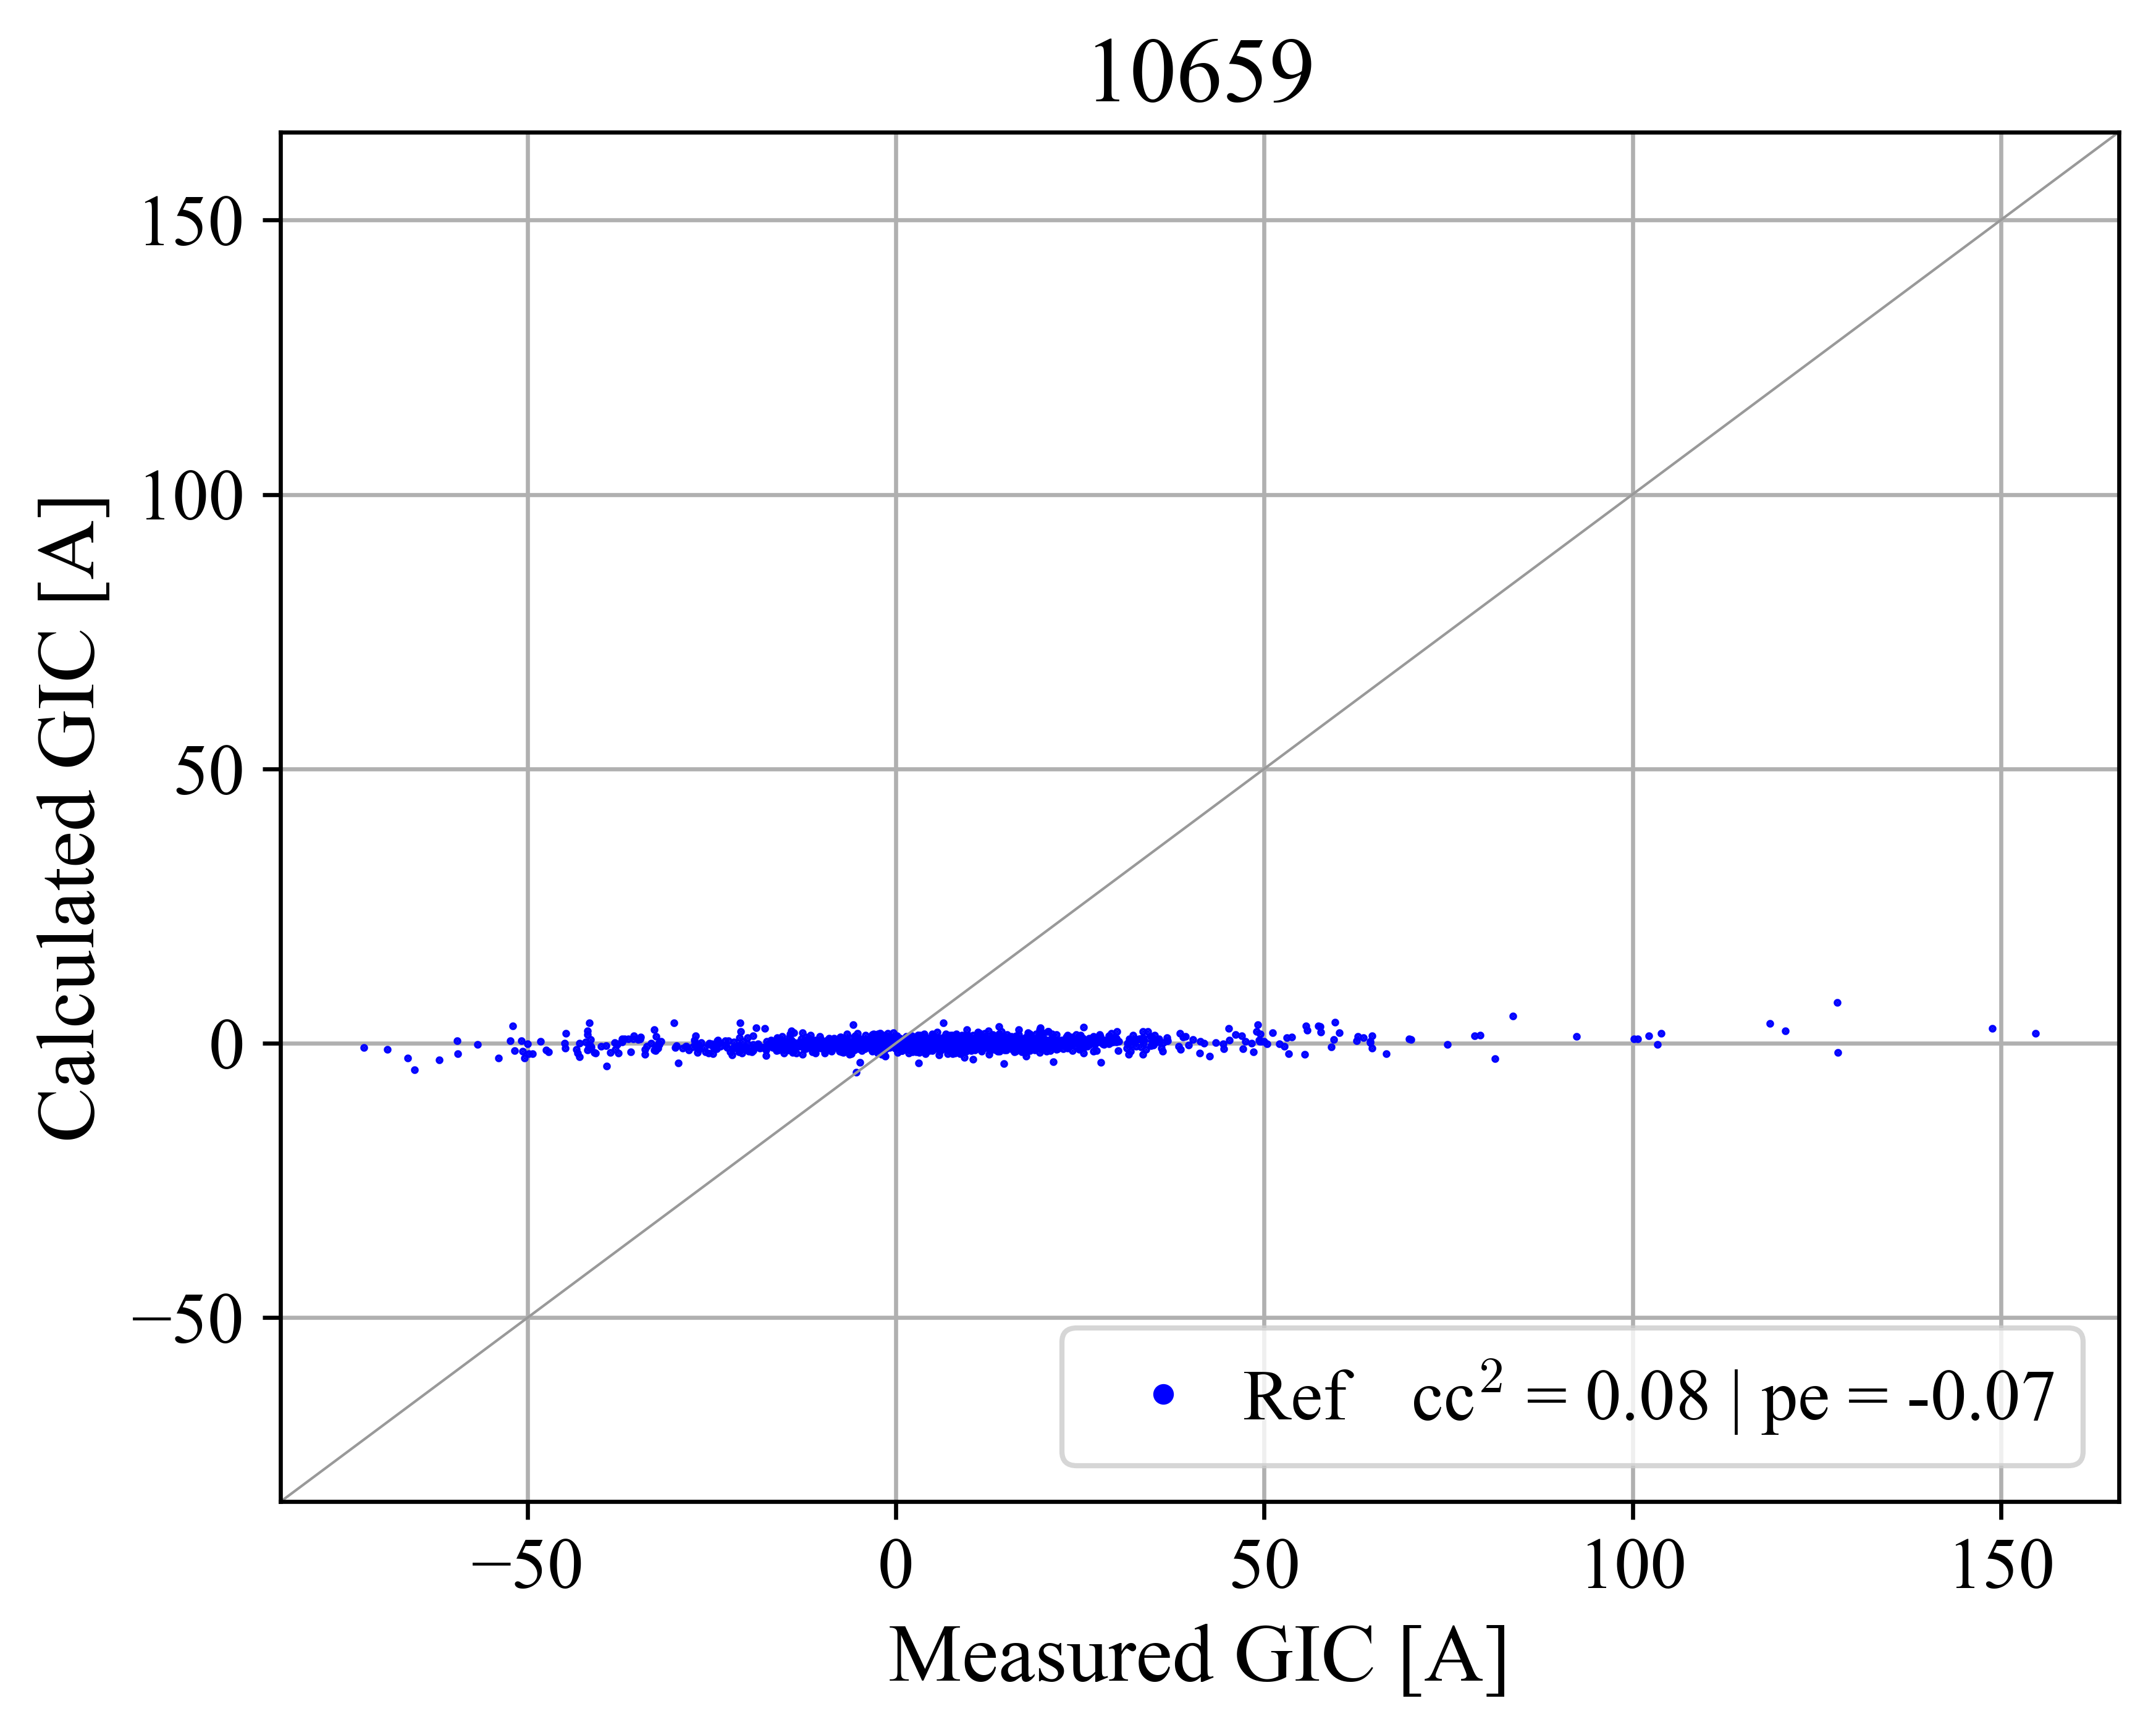 10659
Calculated GIC [A]
150
100
50
0
−50
Ref cc² = 0.08 | pe = -0.07
−50 0 50 100 150
Measured GIC [A]